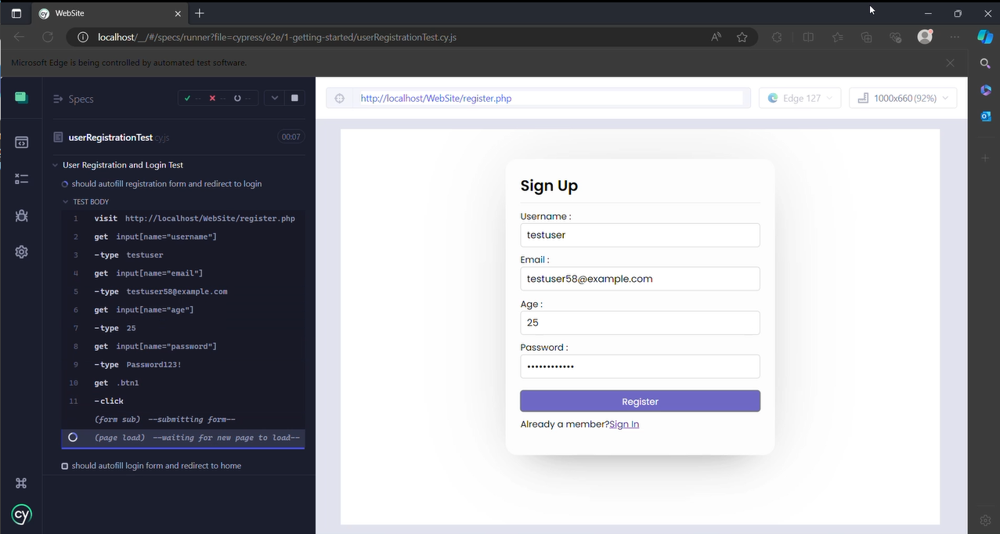 WebSite
localhost/__/#/specs/runner?file=cypress/e2e/1-getting-started/userRegistrationTest.cy.js
Microsoft Edge is being controlled by automated test software.
Specs
-- -- --
http://localhost/WebSite/register.php
Edge 127
1000x660 (92%)
userRegistrationTest.cy.js
00:07
User Registration and Login Test
should autofill registration form and redirect to login
TEST BODY
1 visit http://localhost/WebSite/register.php
2 get input[name="username"]
3 -type testuser
4 get input[name="email"]
5 -type testuser58@example.com
6 get input[name="age"]
7 -type 25
8 get input[name="password"]
9 -type Password123!
10 get .btn1
11 -click
(form sub) --submitting form--
(page load) --waiting for new page to load--
should autofill login form and redirect to home
cy
Sign Up
Username :
testuser
Email :
testuser58@example.com
Age :
25
Password :
••••••••••••
Register
Already a member?Sign In